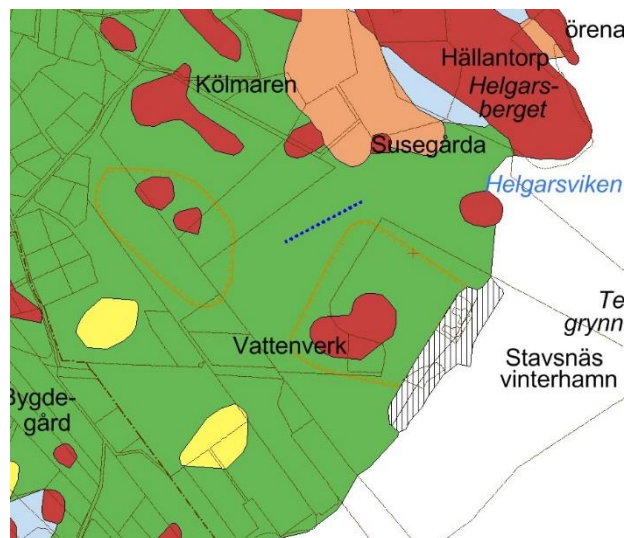 örena
Hällantorp
Kölmaren
Helgars-
berget
Susegårda
Helgarsviken
Te
grynn
Vattenverk
Stavsnäs
vinterhamn
Bygde-
gård